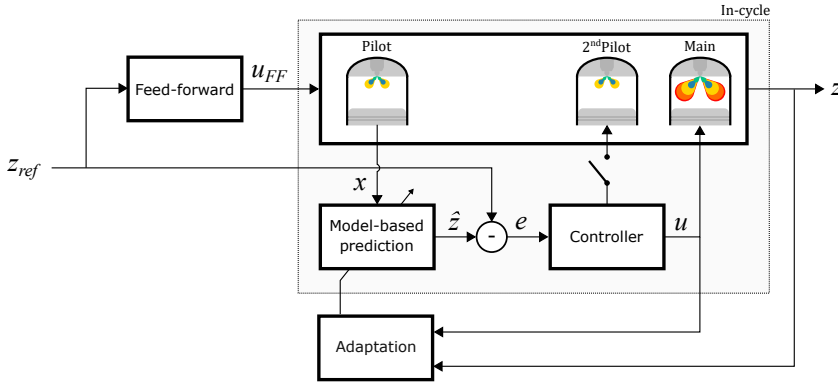 In-cycle
Pilot
2ndPilot
Main
Feed-forward
uFF
z
zref
x
Model-based
prediction
ẑ
-
e
Controller
u
Adaptation